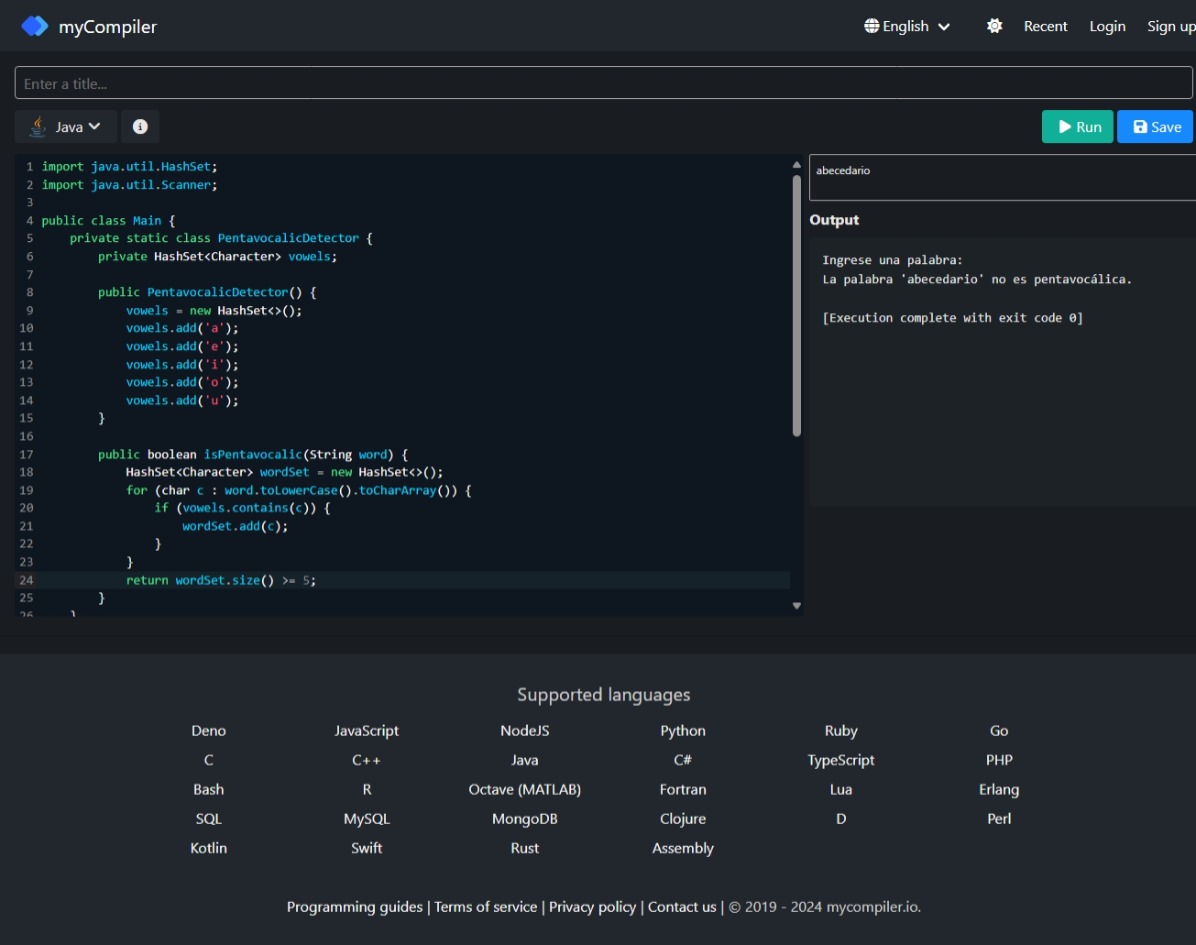 myCompiler
English
Recent
Login
Sign up
Enter a title...
Java
Run
Save
1 import java.util.HashSet;
2 import java.util.Scanner;
3
4 public class Main {
5     private static class PentavocalicDetector {
6         private HashSet<Character> vowels;
7
8         public PentavocalicDetector() {
9             vowels = new HashSet<>();
10             vowels.add('a');
11             vowels.add('e');
12             vowels.add('i');
13             vowels.add('o');
14             vowels.add('u');
15         }
16
17         public boolean isPentavocalic(String word) {
18             HashSet<Character> wordSet = new HashSet<>();
19             for (char c : word.toLowerCase().toCharArray()) {
20                 if (vowels.contains(c)) {
21                     wordSet.add(c);
22                 }
23             }
24             return wordSet.size() >= 5;
25         }
26     }
abecedario
Output
Ingrese una palabra:
La palabra 'abecedario' no es pentavocálica.
[Execution complete with exit code 0]
Supported languages
Deno JavaScript NodeJS Python Ruby Go
C C++ Java C# TypeScript PHP
Bash R Octave (MATLAB) Fortran Lua Erlang
SQL MySQL MongoDB Clojure D Perl
Kotlin Swift Rust Assembly
Programming guides | Terms of service | Privacy policy | Contact us | © 2019 - 2024 mycompiler.io.